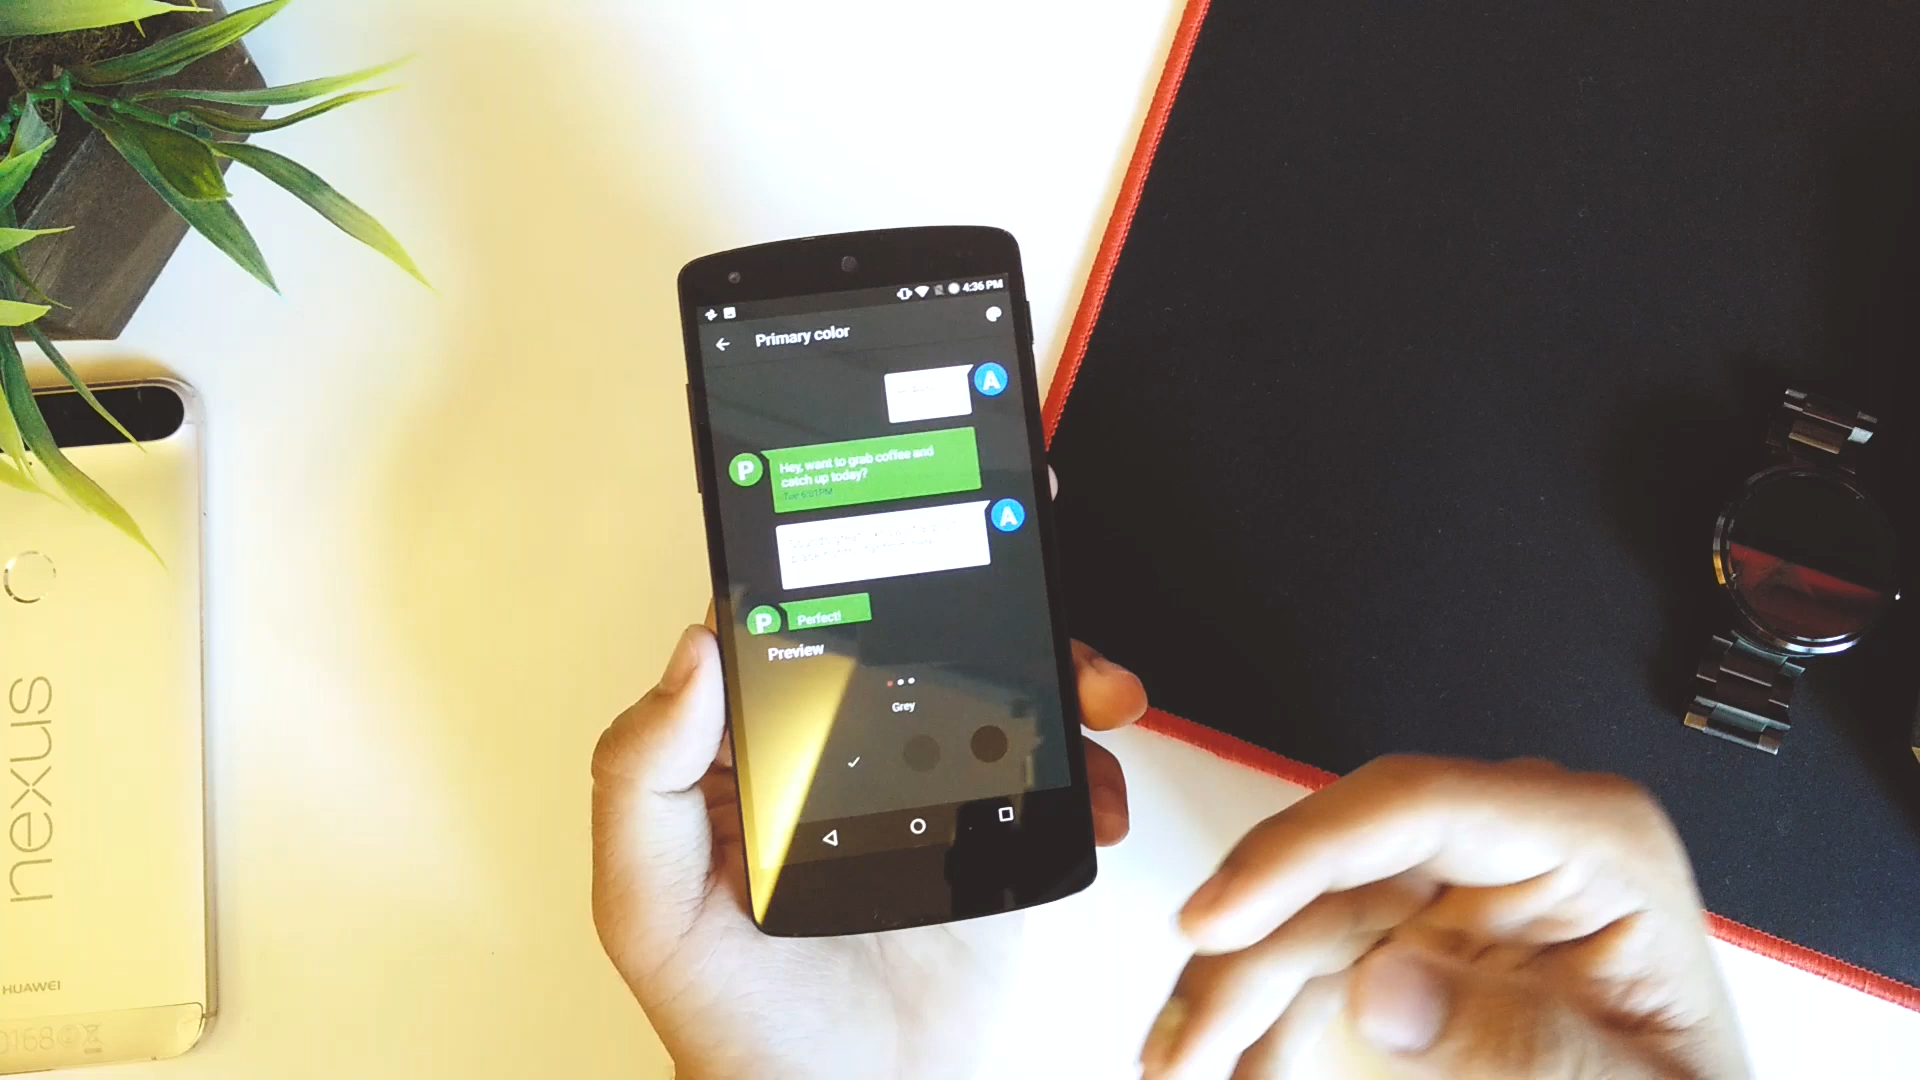 4:36 PM
Primary color
A
P
Hey, want to grab coffee and
catch up today?
A
P
Perfect!
Preview
Grey
nexus
HUAWEI